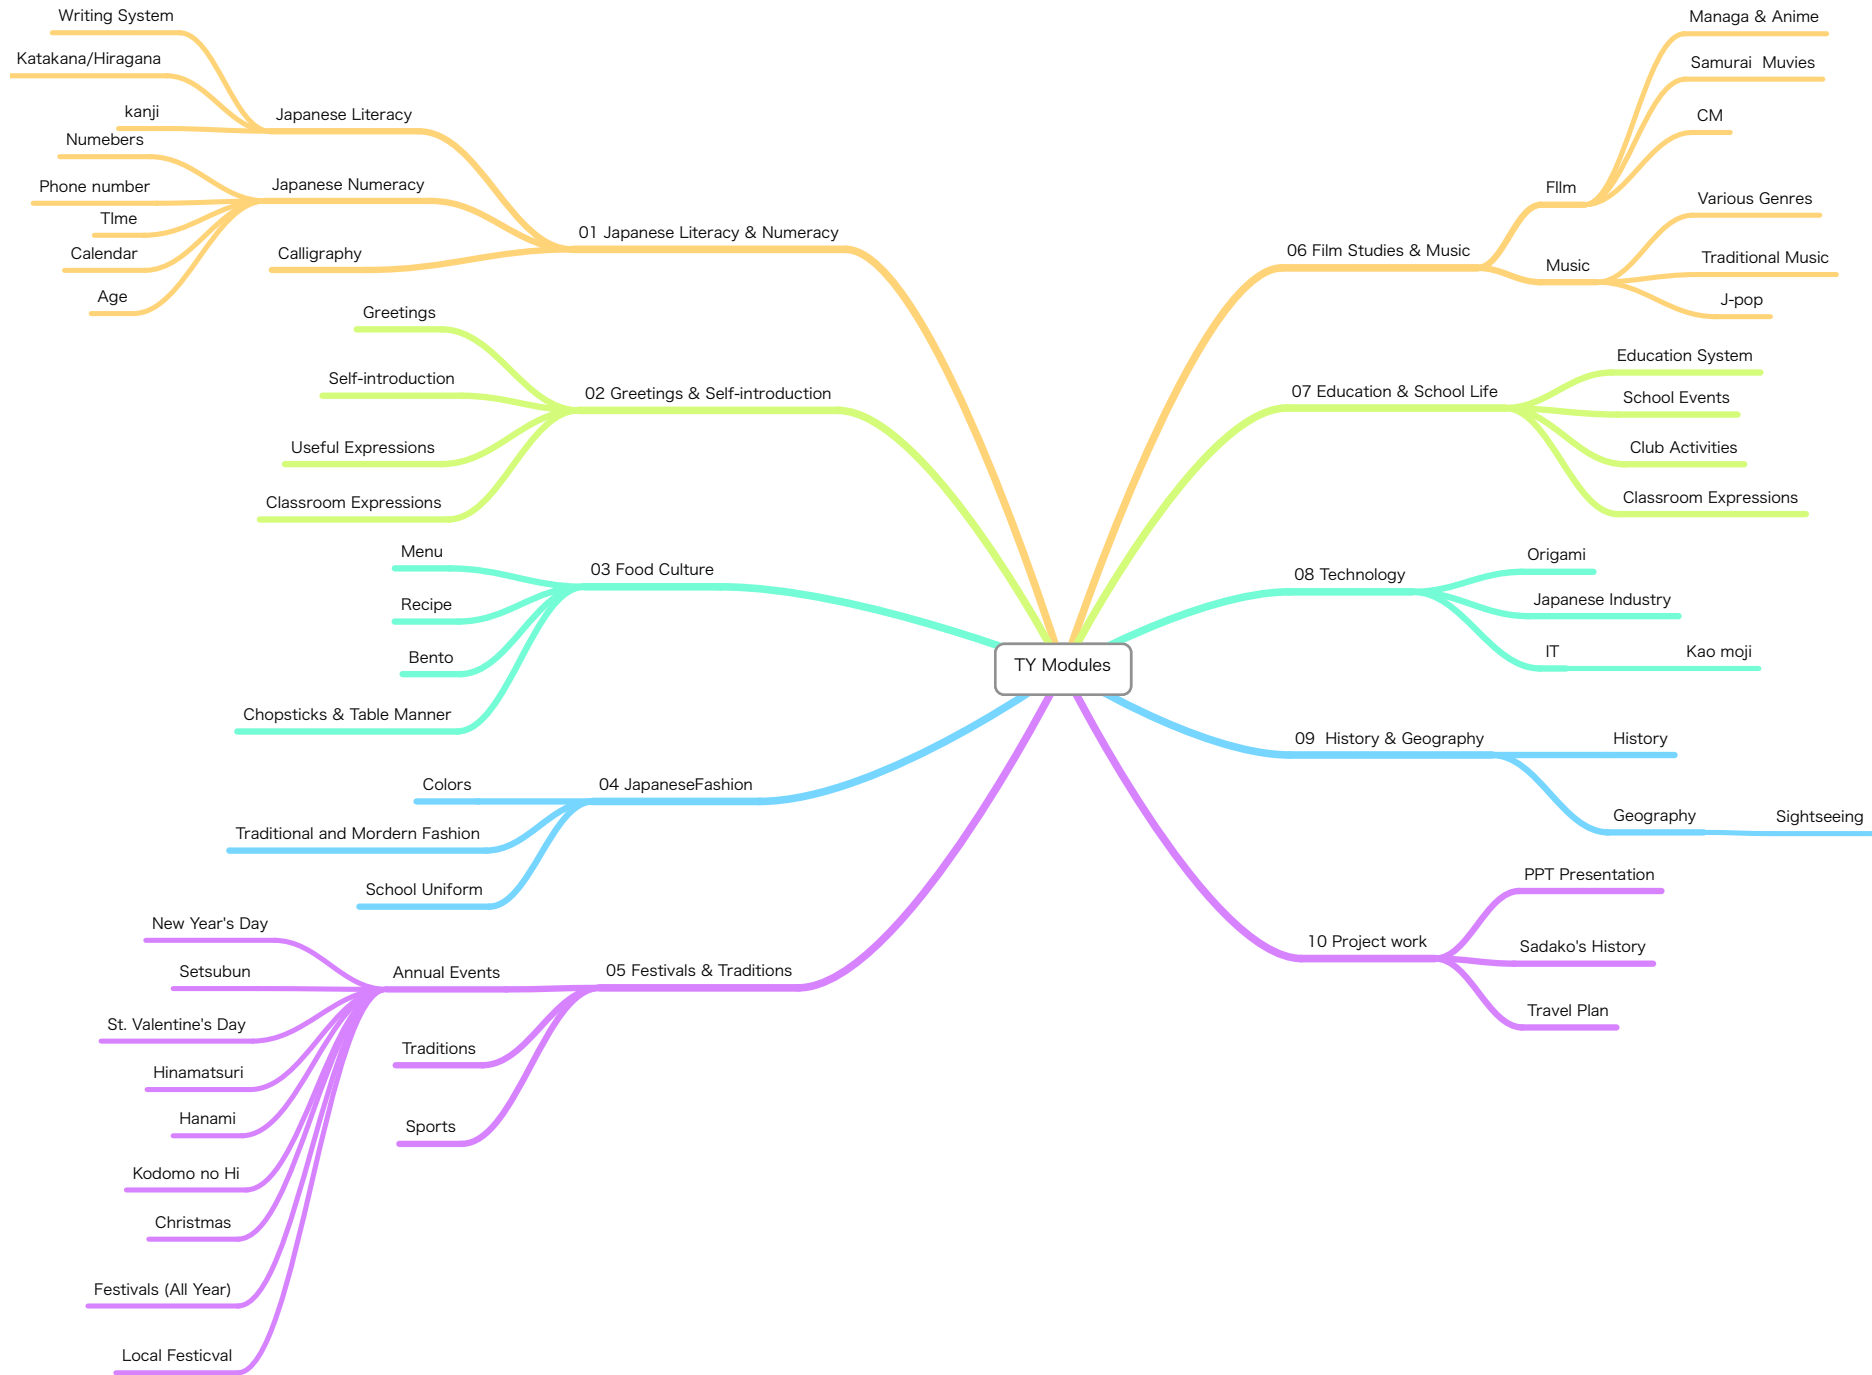 TY Modules
01 Japanese Literacy & Numeracy
Japanese Literacy
Writing System
Katakana/Hiragana
kanji
Japanese Numeracy
Numebers
Phone number
TIme
Calendar
Age
Calligraphy
02 Greetings & Self-introduction
Greetings
Self-introduction
Useful Expressions
Classroom Expressions
03 Food Culture
Menu
Recipe
Bento
Chopsticks & Table Manner
04 JapaneseFashion
Colors
Traditional and Mordern Fashion
School Uniform
05 Festivals & Traditions
Annual Events
New Year's Day
Setsubun
St. Valentine's Day
Hinamatsuri
Hanami
Kodomo no Hi
Christmas
Festivals (All Year)
Local Festicval
Traditions
Sports
06 Film Studies & Music
FIlm
Managa & Anime
Samurai  Muvies
CM
Music
Various Genres
Traditional Music
J-pop
07 Education & School Life
Education System
School Events
Club Activities
Classroom Expressions
08 Technology
Origami
Japanese Industry
IT
Kao moji
09  History & Geography
History
Geography
Sightseeing
10 Project work
PPT Presentation
Sadako's History
Travel Plan